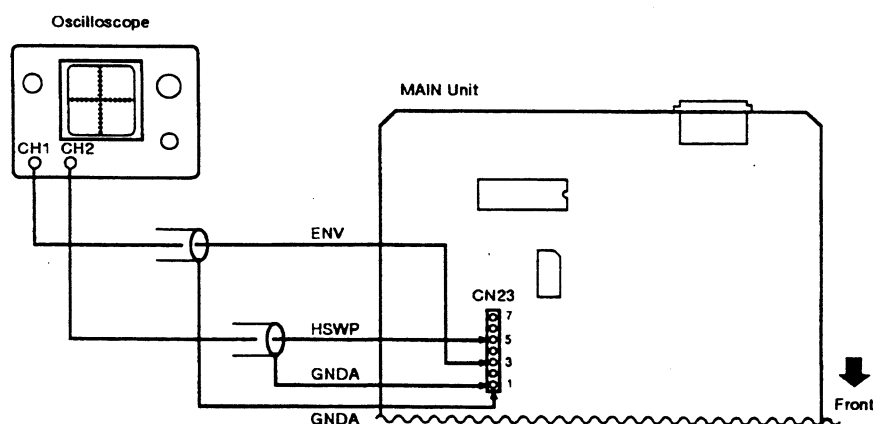 Oscilloscope
MAIN Unit
CH1 CH2
ENV
CN23
7
HSWP
5
3
GNDA
1
Front
GNDA